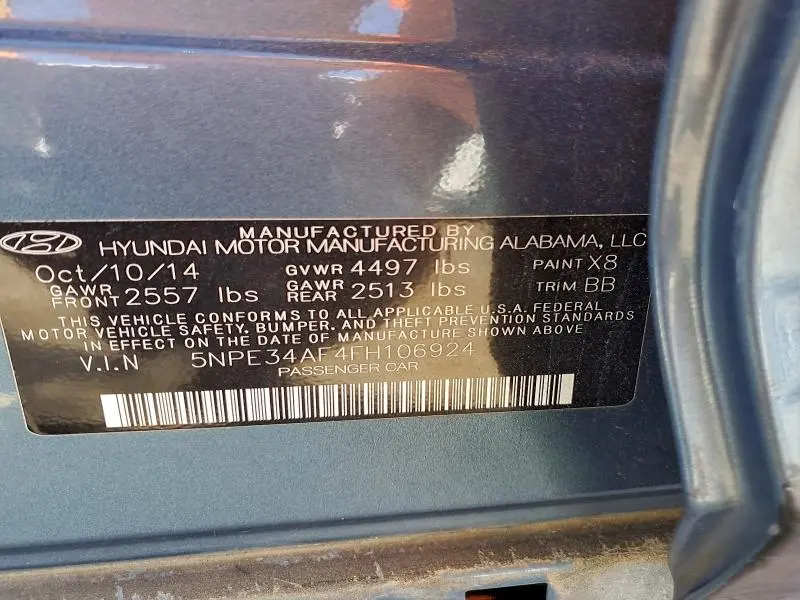 MANUFACTURED BY
HYUNDAI MOTOR MANUFACTURING ALABAMA, LLC
Oct/10/14 GVWR 4497 lbs PAINT X8
GAWR FRONT 2557 lbs GAWR REAR 2513 lbs TRIM BB
THIS VEHICLE CONFORMS TO ALL APPLICABLE U.S.A. FEDERAL
MOTOR VEHICLE SAFETY, BUMPER, AND THEFT PREVENTION STANDARDS
IN EFFECT ON THE DATE OF MANUFACTURE SHOWN ABOVE
V.I.N 5NPE34AF4FH106924
PASSENGER CAR